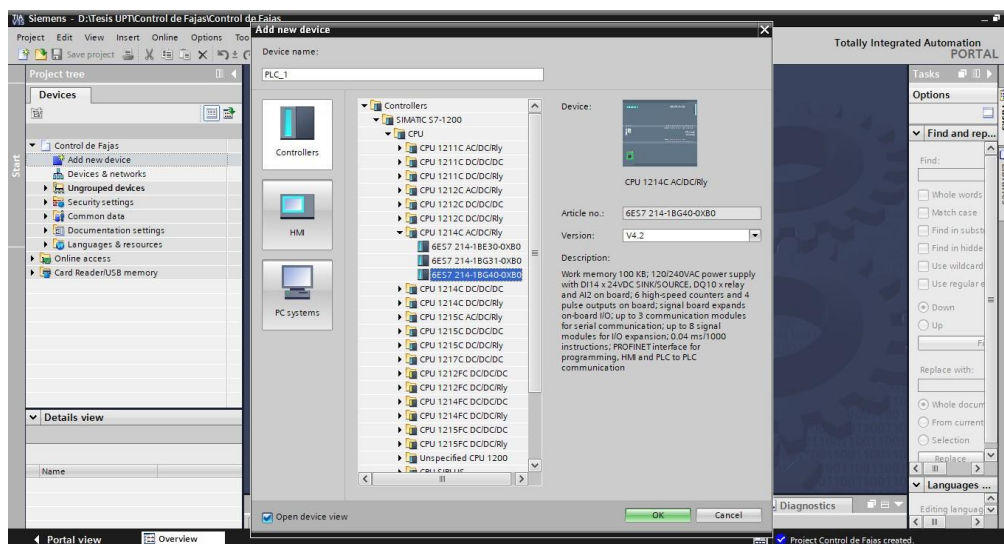 Siemens - D:\Tesis UPT\Control de Fajas\Control de Fajas
Project Edit View Insert Online Options Too
Save project
Totally Integrated Automation
PORTAL
Project tree
Devices
Start
Control de Fajas
Add new device
Devices & networks
Ungrouped devices
Security settings
Common data
Documentation settings
Languages & resources
Online access
Card Reader/USB memory
Details view
Name
Portal view
Overview
Add new device
Device name:
PLC_1
Controllers
HMI
PC systems
Controllers
SIMATIC S7-1200
CPU
CPU 1211C AC/DC/Rly
CPU 1211C DC/DC/DC
CPU 1211C DC/DC/Rly
CPU 1212C AC/DC/Rly
CPU 1212C DC/DC/DC
CPU 1212C DC/DC/Rly
CPU 1214C AC/DC/Rly
6ES7 214-1BE30-0XB0
6ES7 214-1BG31-0XB0
6ES7 214-1BG40-0XB0
CPU 1214C DC/DC/DC
CPU 1214C DC/DC/Rly
CPU 1215C AC/DC/Rly
CPU 1215C DC/DC/DC
CPU 1215C DC/DC/Rly
CPU 1217C DC/DC/DC
CPU 1212FC DC/DC/DC
CPU 1212FC DC/DC/Rly
CPU 1214FC DC/DC/DC
CPU 1214FC DC/DC/Rly
CPU 1215FC DC/DC/DC
CPU 1215FC DC/DC/Rly
Unspecified CPU 1200
CPU SIPLUS
Device:
CPU 1214C AC/DC/Rly
Article no.: 6ES7 214-1BG40-0XB0
Version: V4.2
Description:
Work memory 100 KB; 120/240VAC power supply
with DI14 x 24VDC SINK/SOURCE, DQ10 x relay
and AI2 on board; 6 high-speed counters and 4
pulse outputs on board; signal board expands
on-board I/O; up to 3 communication modules
for serial communication; up to 8 signal
modules for I/O expansion; 0.04 ms/1000
instructions; PROFINET interface for
programming, HMI and PLC to PLC
communication
Open device view
OK
Cancel
Tasks
Options
Find and rep...
Find:
Whole words
Match case
Find in subst
Find in hidde
Use wildcard
Use regular e
Down
Up
Fi
Replace with:
Whole docum
From current
Selection
Replace
Languages ...
Editing languag
Diagnostics
Project Control de Fajas created.